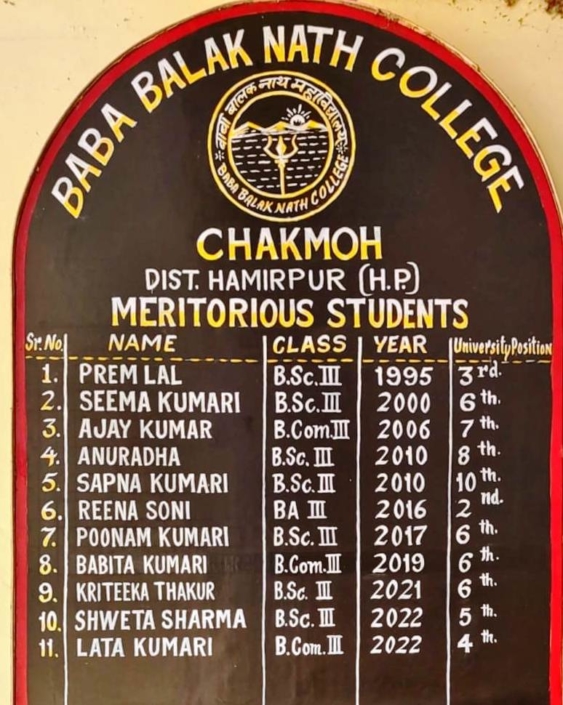 BABA BALAK NATH COLLEGE
बाबा बालक नाथ महाविद्यालय
BABA BALAK NATH COLLEGE
CHAKMOH
DIST. HAMIRPUR (H.P.)
MERITORIOUS STUDENTS
Sr. No. NAME CLASS YEAR University Position
1. PREM LAL B.Sc. III 1995 3rd.
2. SEEMA KUMARI B.Sc. III 2000 6th.
3. AJAY KUMAR B.Com. III 2006 7th.
4. ANURADHA B.Sc. III 2010 8th.
5. SAPNA KUMARI B.Sc. III 2010 10th.
6. REENA SONI BA III 2016 2nd.
7. POONAM KUMARI B.Sc. III 2017 6th.
8. BABITA KUMARI B.Com. III 2019 6th.
9. KRITEEKA THAKUR B.Sc. III 2021 6th.
10. SHWETA SHARMA B.Sc. III 2022 5th.
11. LATA KUMARI B.Com. III 2022 4th.